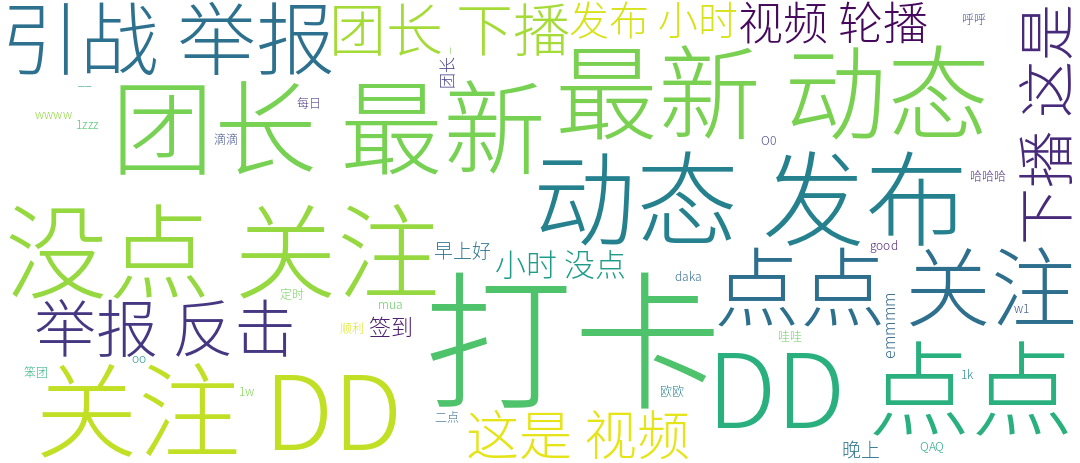 引战 举报
团长 下播
发布 小时
视频 轮播
呼呼
下播 这是
团长
一一
最新 动态
团长 最新
每日
wwww
1zzz
滴滴
O0
动态 发布
哈哈哈
没点 关注
早上好
小时 没点
good
点点 关注
daka
定时
mua
打卡
emmmm
w1
举报 反击
顺利
签到
哇哇
oo
笨团
关注 DD
1w
欧欧
DD 点点
1k
二点
这是 视频
晚上
QAQ